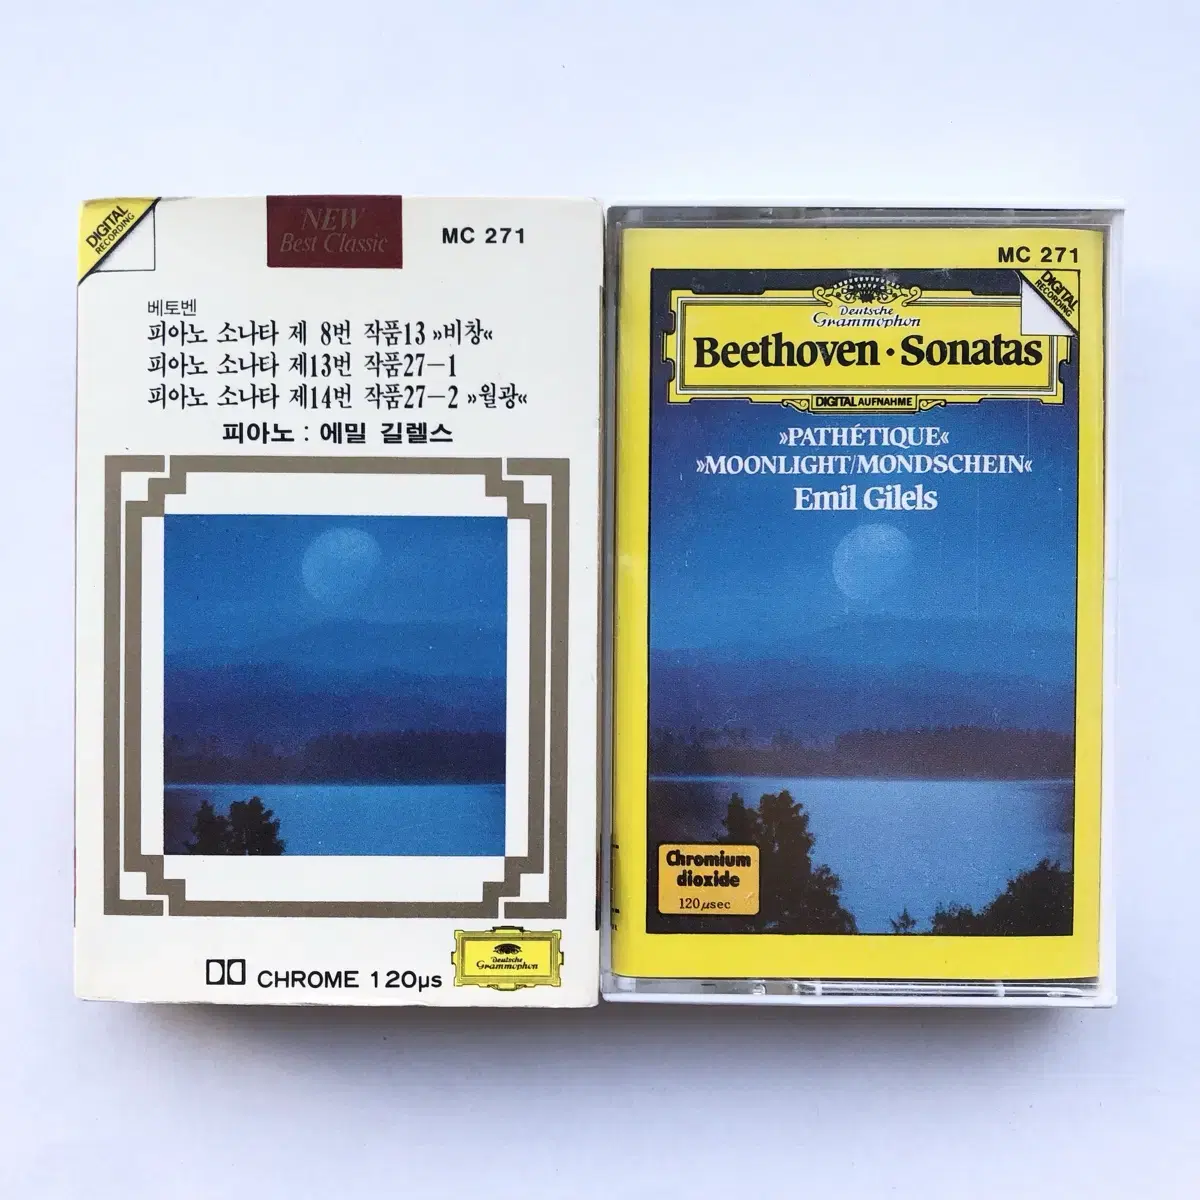 DIGITAL
RECORDING
NEW
Best Classic
MC 271
베토벤
피아노 소나타 제 8번 작품13 »비창«
피아노 소나타 제13번 작품27－1
피아노 소나타 제14번 작품27－2 »월광«
피아노 : 에밀 길렐스
CHROME 120µs
Deutsche
Grammophon
MC 271
DIGITAL
RECORDING
Deutsche
Grammophon
Beethoven · Sonatas
DIGITAL AUFNAHME
»PATHÉTIQUE«
»MOONLIGHT/MONDSCHEIN«
Emil Gilels
Chromium
dioxide
120 µsec